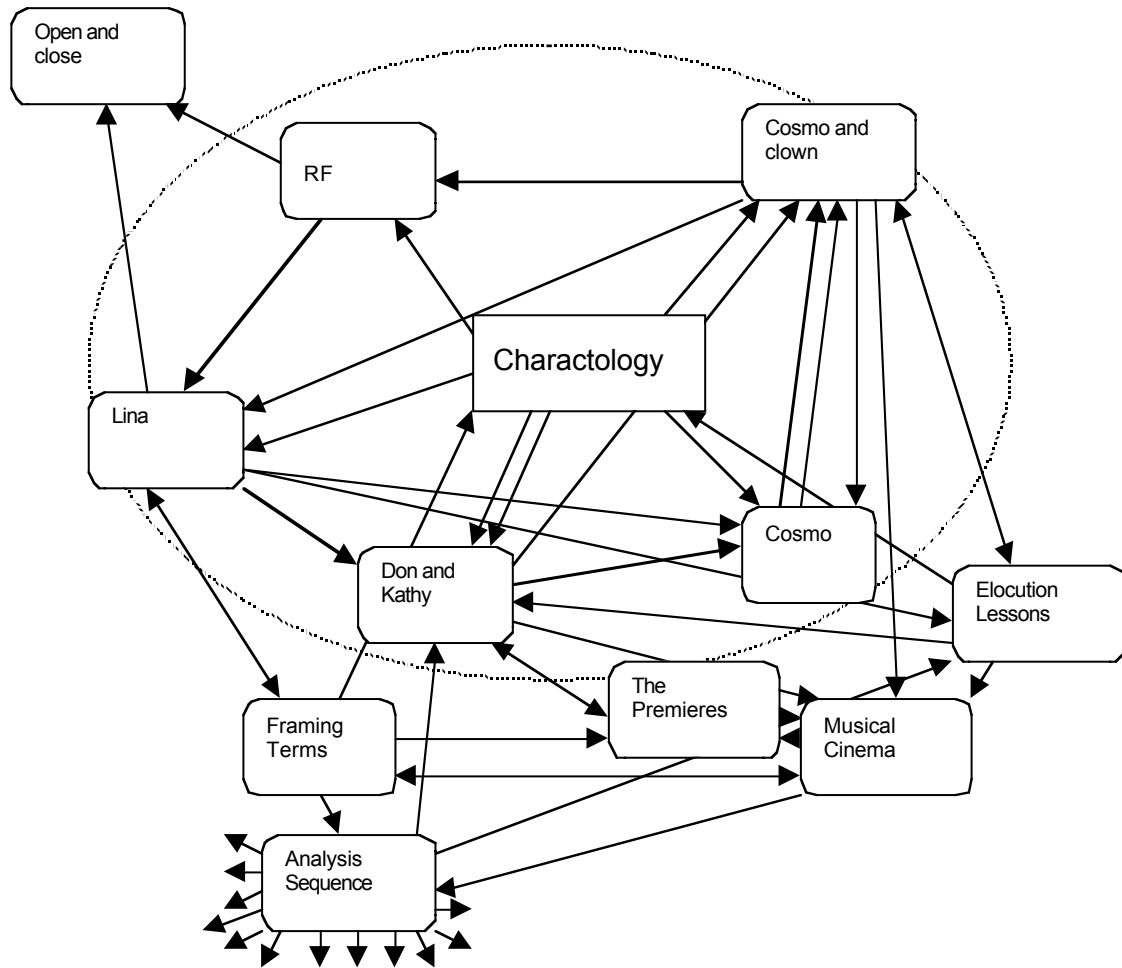 Open and
close
Cosmo and
clown
RF
Charactology
Lina
Cosmo
Don and
Kathy
Elocution
Lessons
The
Premieres
Framing
Terms
Musical
Cinema
Analysis
Sequence